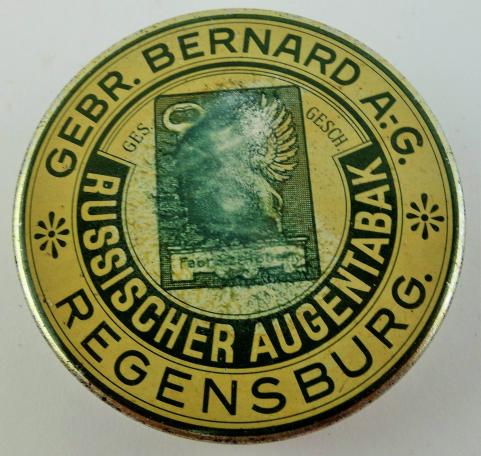 GEBR. BERNARD A.-G.
GES. GESCH.
RUSSISCHER AUGENTABAK
REGENSBURG.